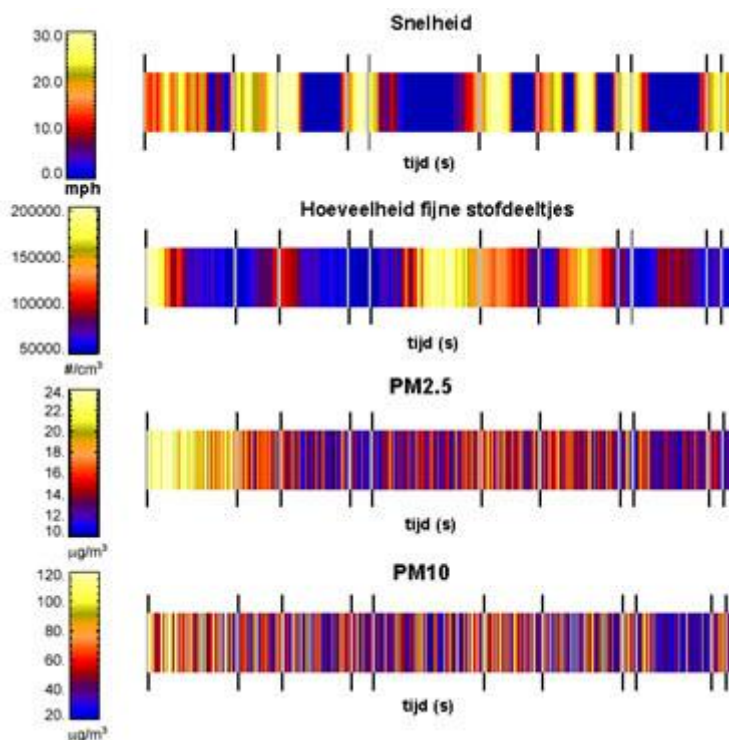 Snelheid
30.0
20.0
10.0
0.0
mph
tijd (s)
Hoeveelheid fijne stofdeeltjes
200000.
150000.
100000.
50000.
#/cm³
tijd (s)
PM2.5
24.
22.
20.
18.
16.
14.
12.
10.
µg/m³
tijd (s)
PM10
120.
100.
80.
60.
40.
20.
µg/m³
tijd (s)